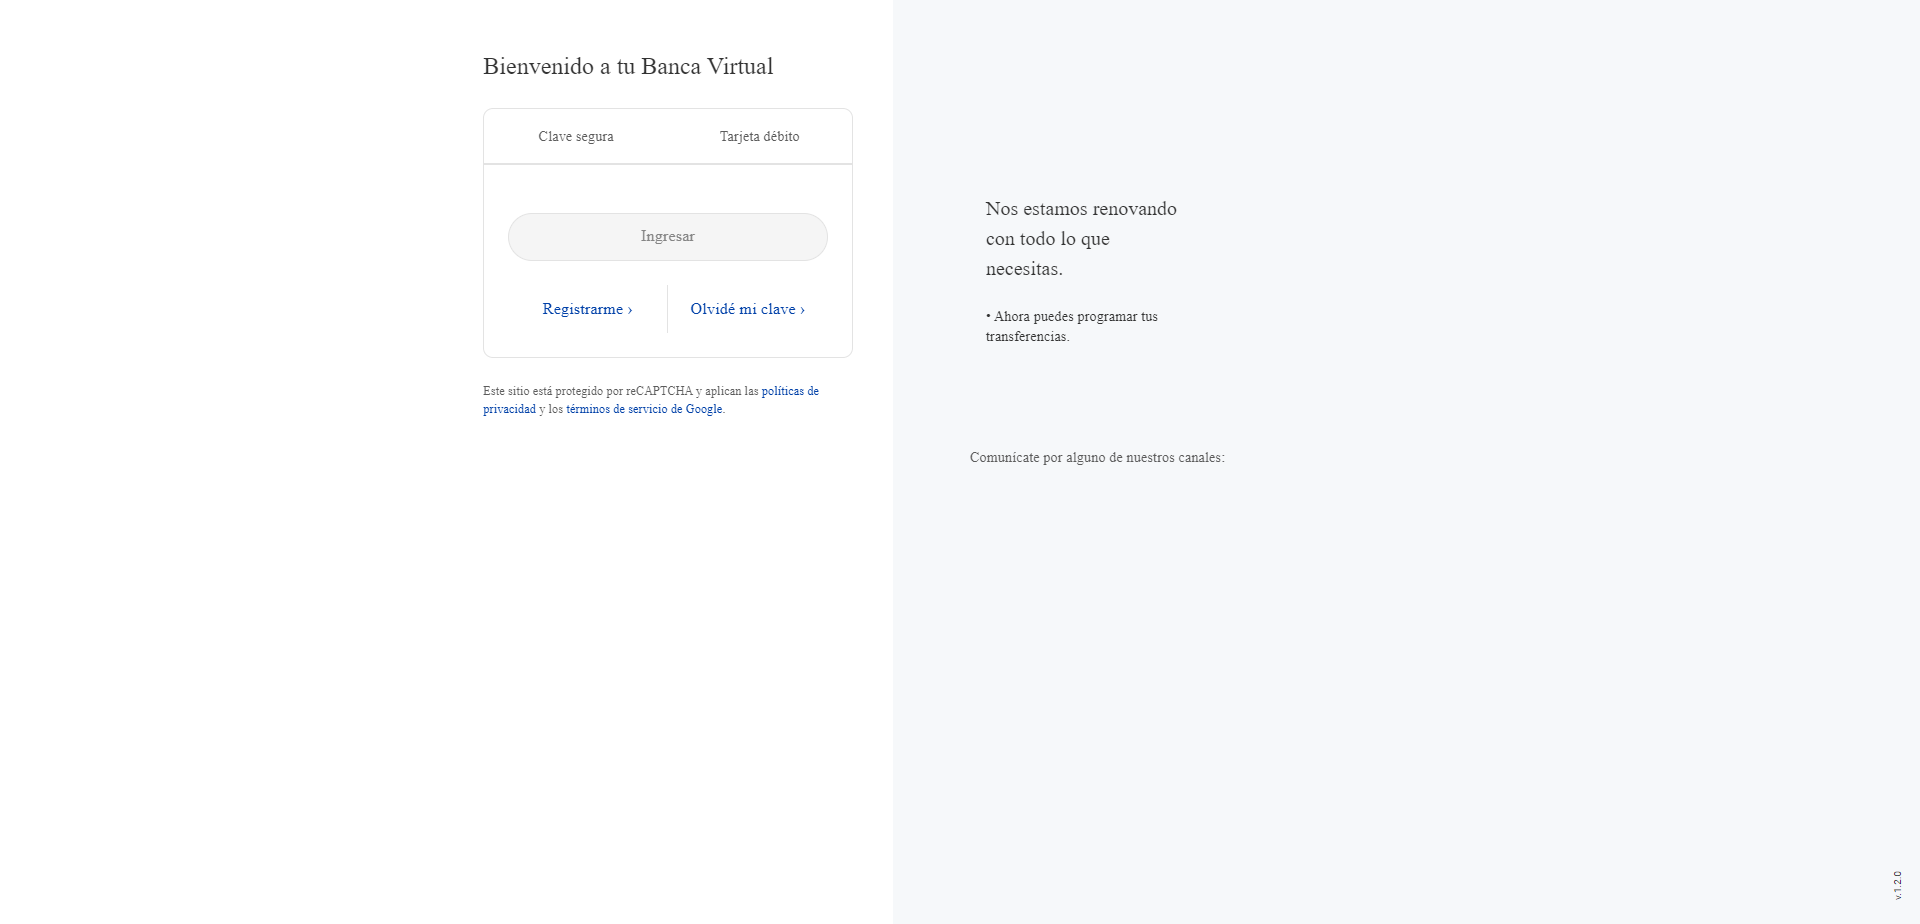 Bienvenido a tu Banca Virtual
Clave segura
Tarjeta débito
Ingresar
Registrarme ›
Olvidé mi clave ›
Este sitio está protegido por reCAPTCHA y aplican las políticas de
privacidad y los términos de servicio de Google.
Nos estamos renovando
con todo lo que
necesitas.
• Ahora puedes programar tus
transferencias.
Comunícate por alguno de nuestros canales:
v.1.2.0